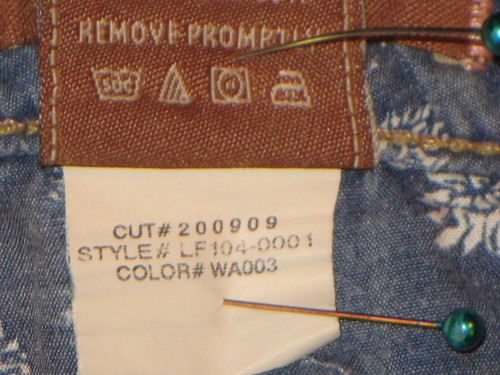 REMOVE PROMPTLY
CUT# 200909
STYLE# LF104-0001
COLOR# WA003